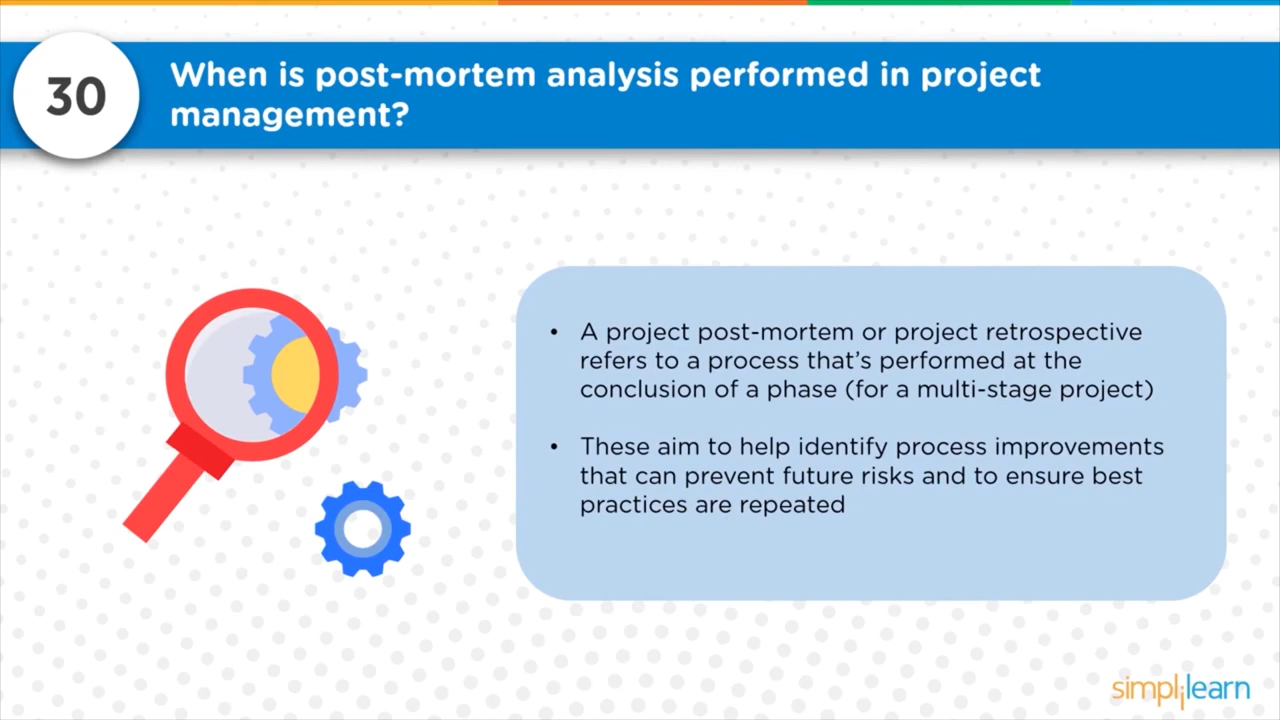 30
When is post-mortem analysis performed in project
management?
• A project post-mortem or project retrospective
refers to a process that’s performed at the
conclusion of a phase (for a multi-stage project)
• These aim to help identify process improvements
that can prevent future risks and to ensure best
practices are repeated
simplilearn